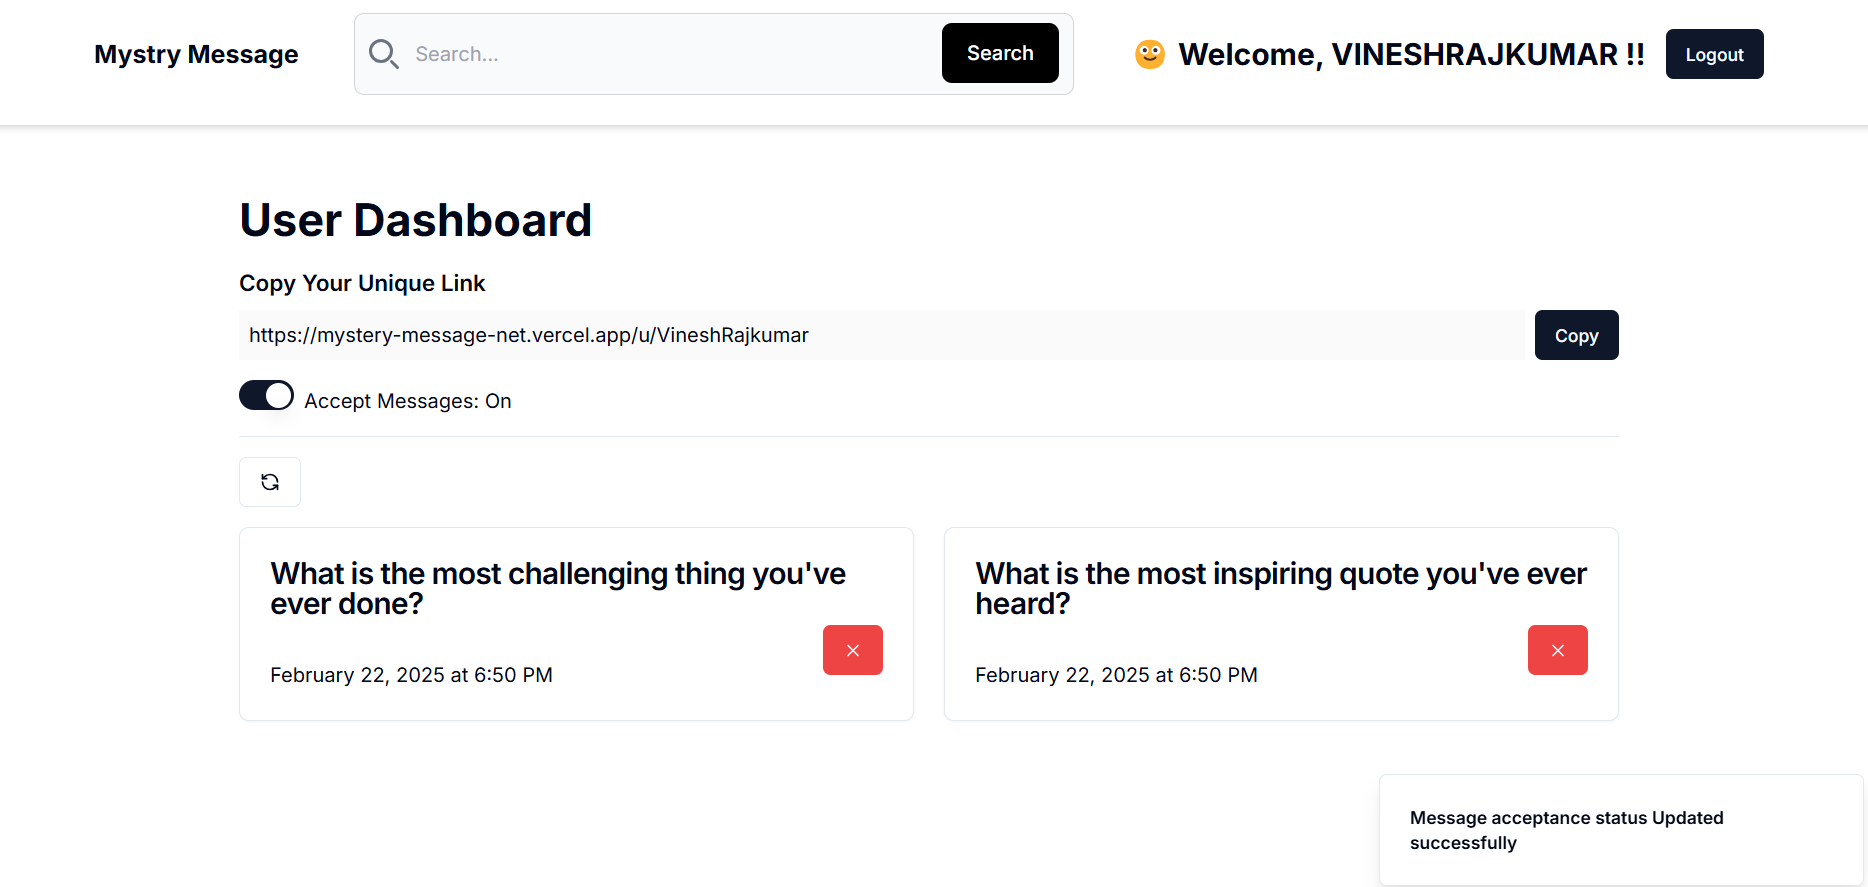 Mystry Message
Search...
Search
Welcome, VINESHRAJKUMAR !!
Logout
User Dashboard
Copy Your Unique Link
https://mystery-message-net.vercel.app/u/VineshRajkumar
Copy
Accept Messages: On
What is the most challenging thing you've
ever done?
February 22, 2025 at 6:50 PM
What is the most inspiring quote you've ever
heard?
February 22, 2025 at 6:50 PM
Message acceptance status Updated
successfully